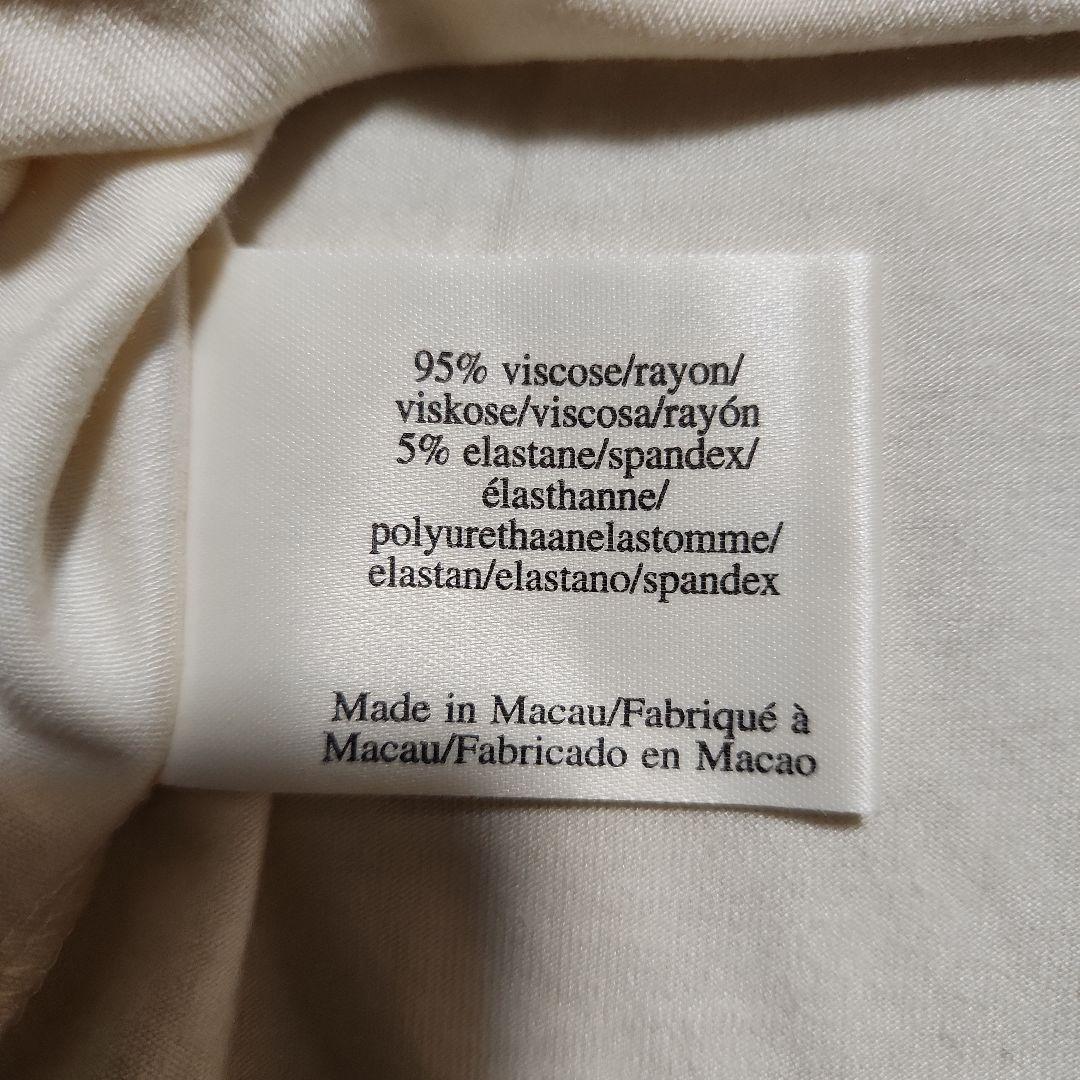 95% viscose/rayon/
viskose/viscosa/rayón
5% elastane/spandex/
élasthanne/
polyurethaanelastomme/
elastan/elastano/spandex
Made in Macau/Fabriqué à
Macau/Fabricado en Macao